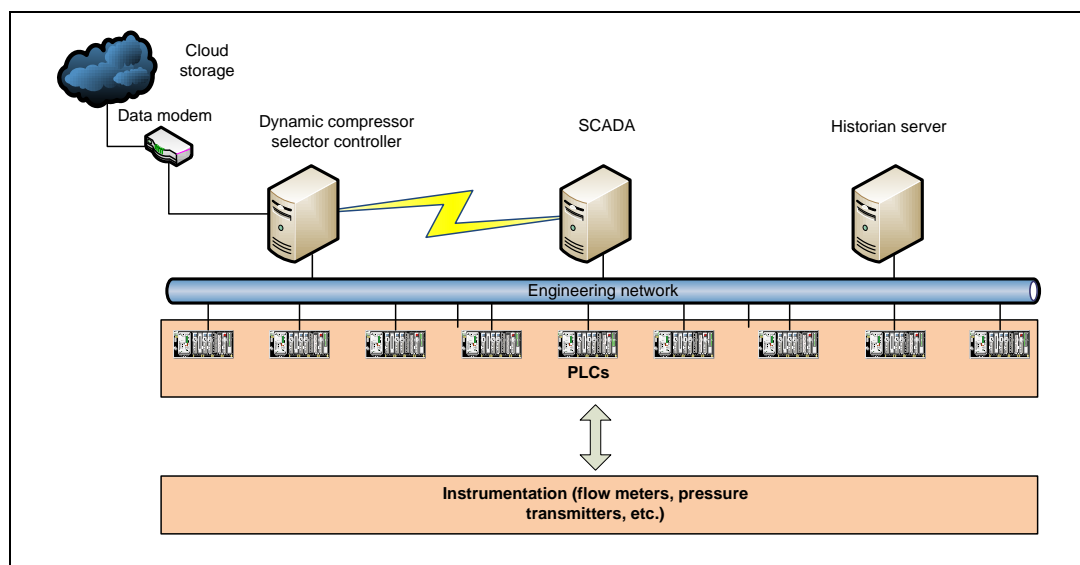 Cloud
storage
Data modem
Dynamic compressor
selector controller
SCADA
Historian server
Engineering network
PLCs
Instrumentation (flow meters, pressure
transmitters, etc.)